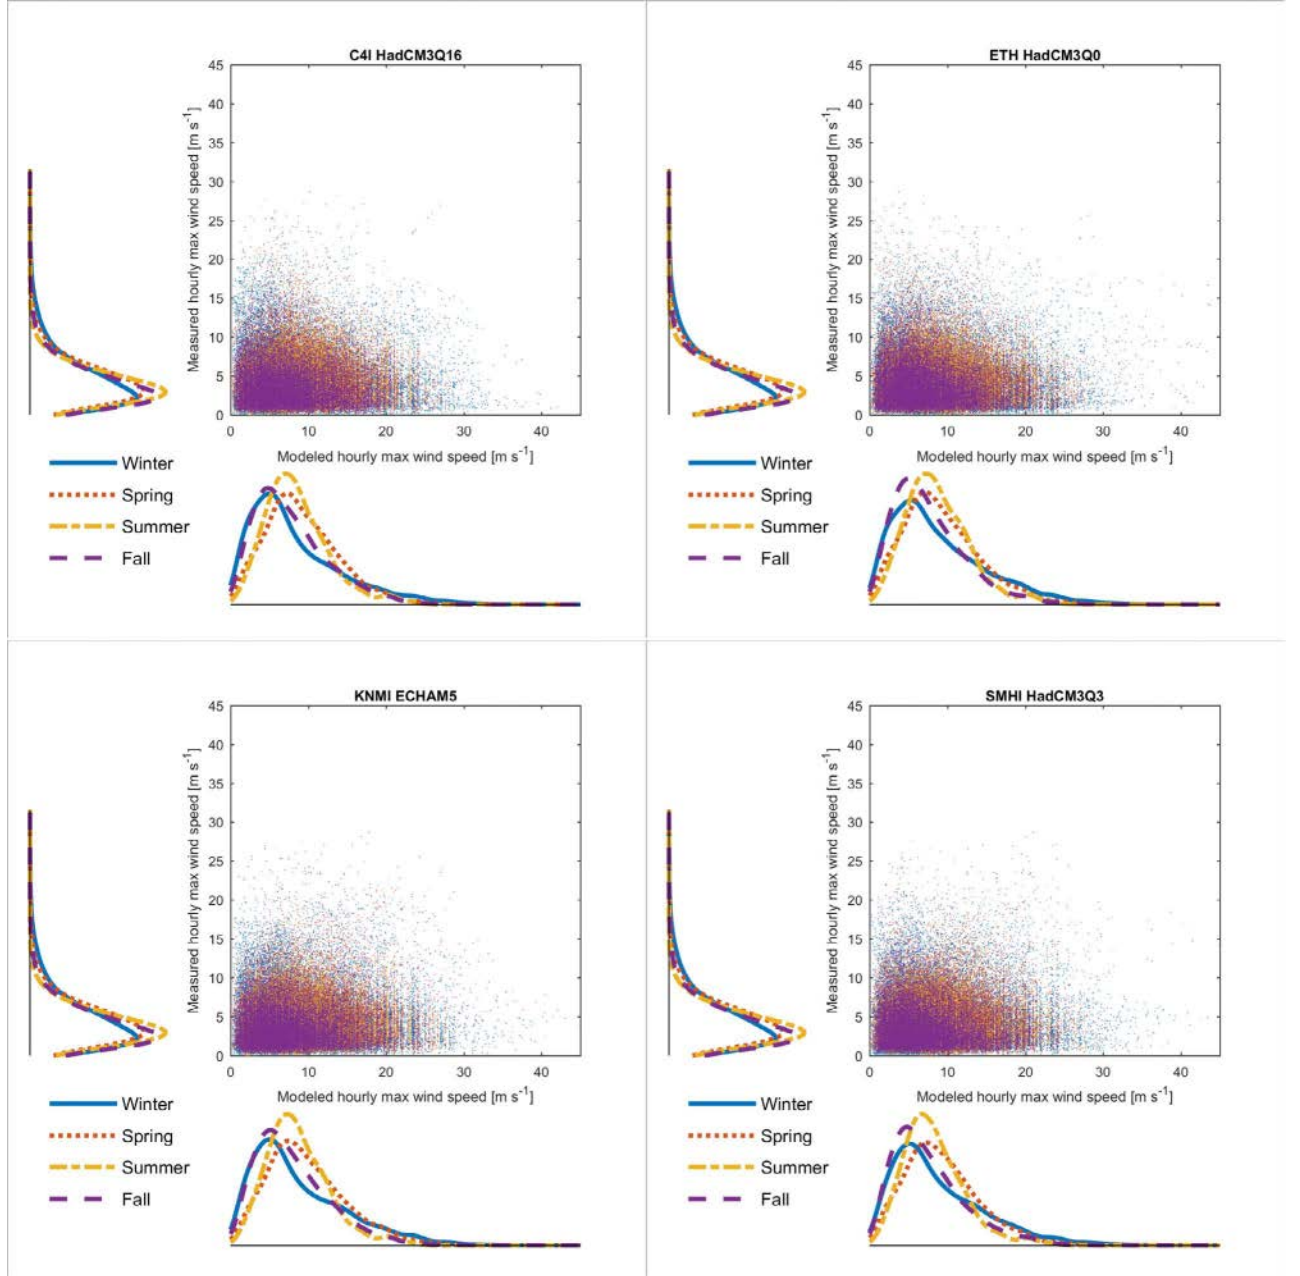 C4I HadCM3Q16
45
40
35
30
25
20
15
10
5
0
Measured hourly max wind speed [m s-1]
0 10 20 30 40
Modeled hourly max wind speed [m s-1]
Winter
Spring
Summer
Fall
ETH HadCM3Q0
45
40
35
30
25
20
15
10
5
0
Measured hourly max wind speed [m s-1]
0 10 20 30 40
Modeled hourly max wind speed [m s-1]
Winter
Spring
Summer
Fall
KNMI ECHAM5
45
40
35
30
25
20
15
10
5
0
Measured hourly max wind speed [m s-1]
0 10 20 30 40
Modeled hourly max wind speed [m s-1]
Winter
Spring
Summer
Fall
SMHI HadCM3Q3
45
40
35
30
25
20
15
10
5
0
Measured hourly max wind speed [m s-1]
0 10 20 30 40
Modeled hourly max wind speed [m s-1]
Winter
Spring
Summer
Fall